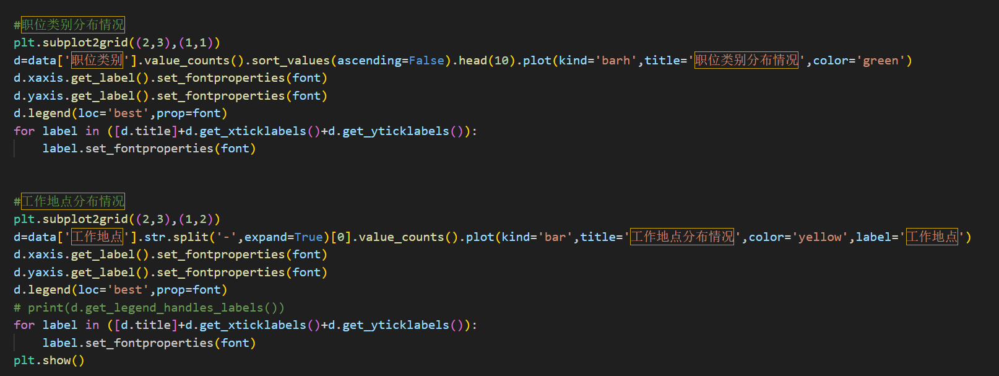 #职位类别分布情况
plt.subplot2grid((2,3),(1,1))
d=data['职位类别'].value_counts().sort_values(ascending=False).head(10).plot(kind='barh',title='职位类别分布情况',color='green')
d.xaxis.get_label().set_fontproperties(font)
d.yaxis.get_label().set_fontproperties(font)
d.legend(loc='best',prop=font)
for label in ([d.title]+d.get_xticklabels()+d.get_yticklabels()):
    label.set_fontproperties(font)
#工作地点分布情况
plt.subplot2grid((2,3),(1,2))
d=data['工作地点'].str.split('-',expand=True)[0].value_counts().plot(kind='bar',title='工作地点分布情况',color='yellow',label='工作地点')
d.xaxis.get_label().set_fontproperties(font)
d.yaxis.get_label().set_fontproperties(font)
d.legend(loc='best',prop=font)
# print(d.get_legend_handles_labels())
for label in ([d.title]+d.get_xticklabels()+d.get_yticklabels()):
    label.set_fontproperties(font)
plt.show()